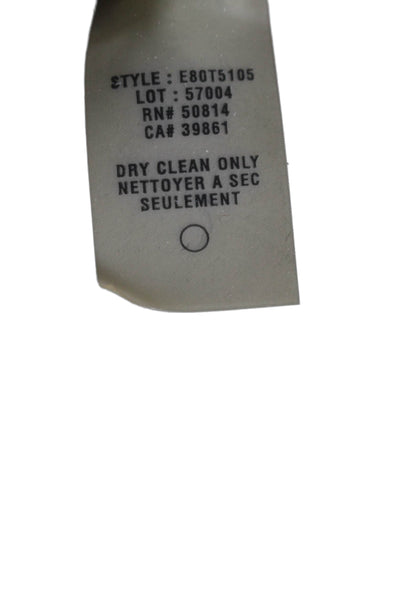 STYLE : E80T5105
LOT : 57004
RN# 50814
CA# 39861
DRY CLEAN ONLY
NETTOYER A SEC
SEULEMENT